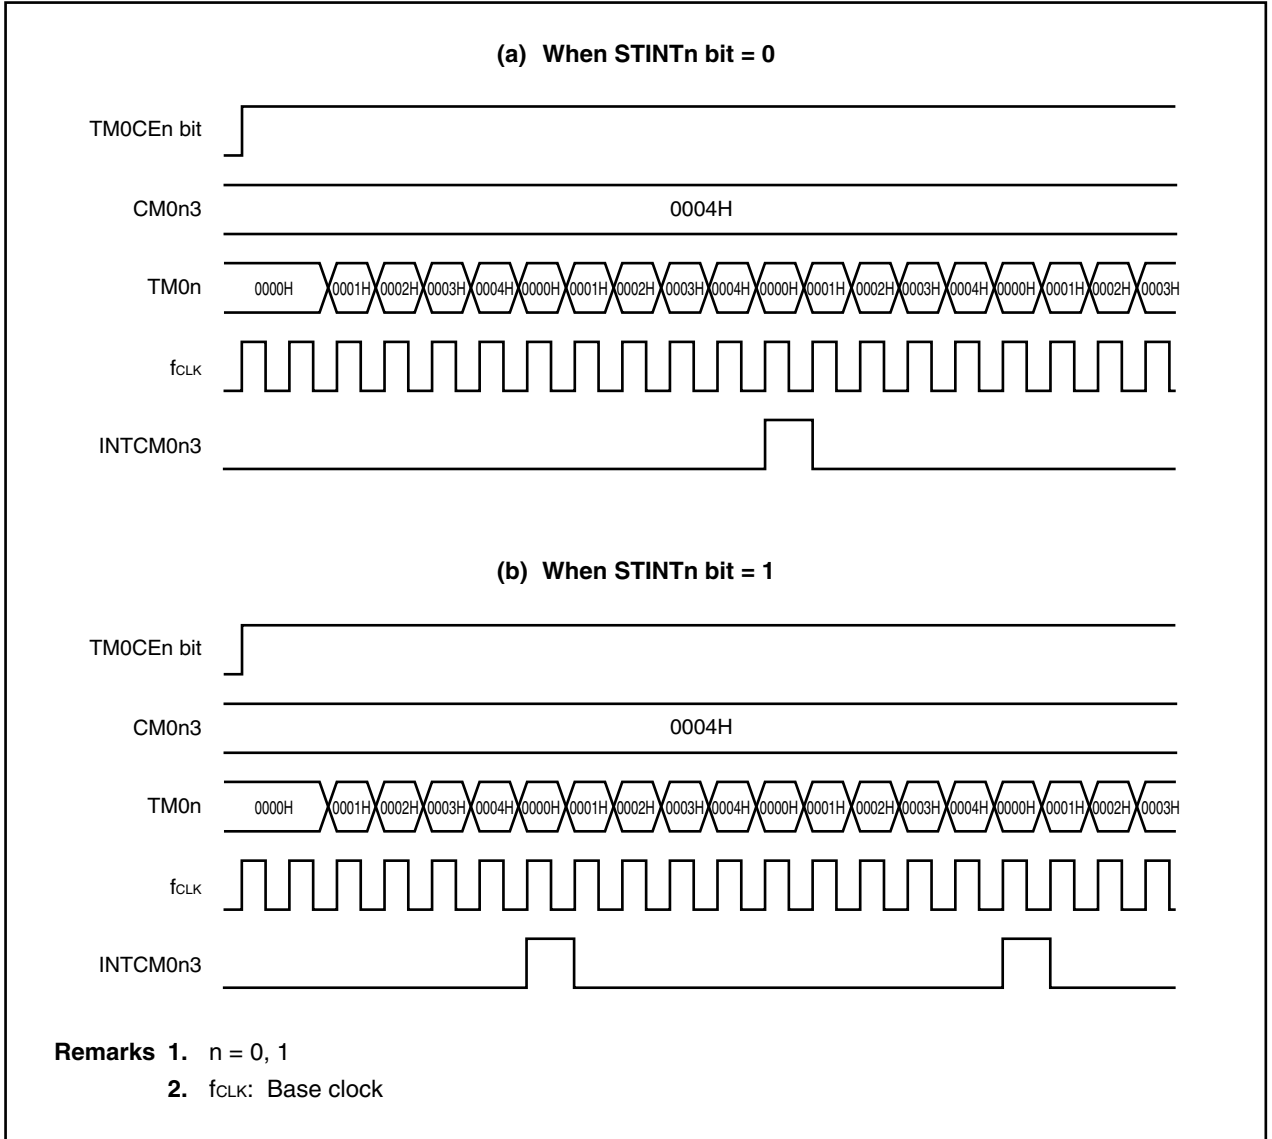 (a) When STINTn bit = 0
TM0CEn bit
CM0n3 0004H
TM0n 0000H 0001H 0002H 0003H 0004H 0000H 0001H 0002H 0003H 0004H 0000H 0001H 0002H 0003H 0004H 0000H 0001H 0002H 0003H
fCLK
INTCM0n3
(b) When STINTn bit = 1
TM0CEn bit
CM0n3 0004H
TM0n 0000H 0001H 0002H 0003H 0004H 0000H 0001H 0002H 0003H 0004H 0000H 0001H 0002H 0003H 0004H 0000H 0001H 0002H 0003H
fCLK
INTCM0n3
Remarks 1. n = 0, 1
2. fCLK: Base clock